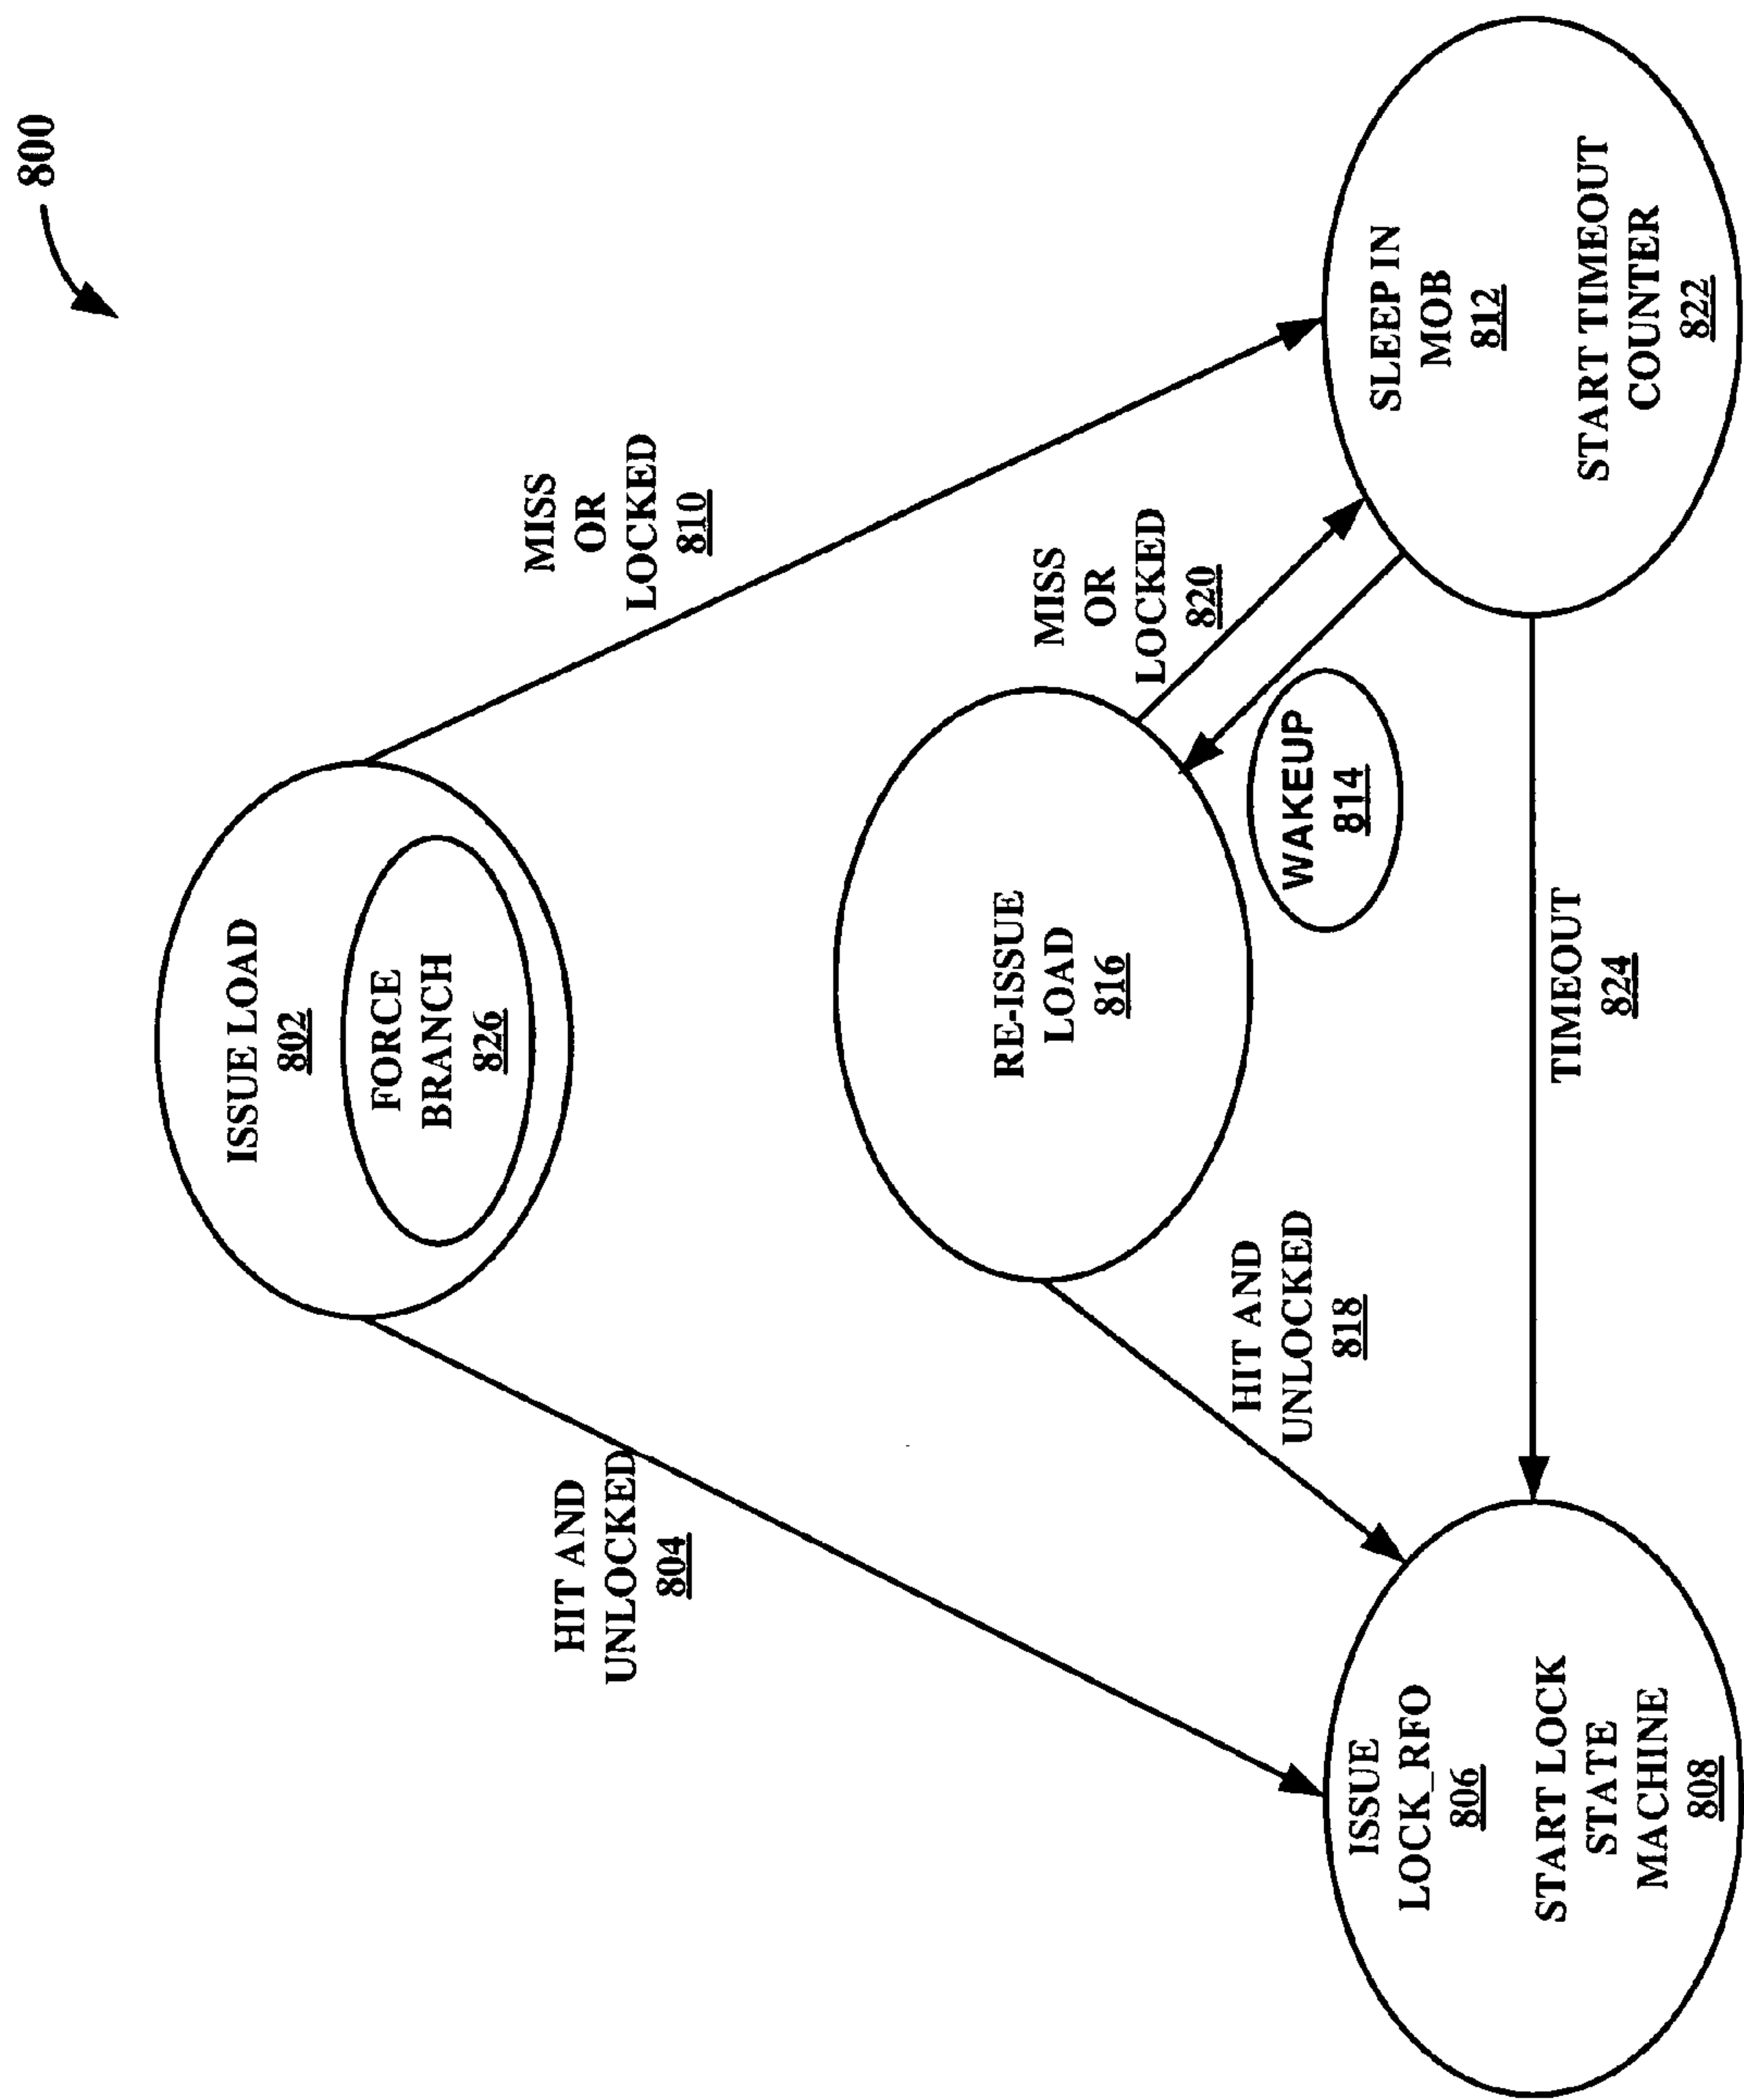 800
ISSUE LOAD
802
FORCE
BRANCH
826
HIT AND
UNLOCKED
804
MISS
OR
LOCKED
810
RE-ISSUE
LOAD
816
MISS
OR
LOCKED
820
WAKEUP
814
HIT AND
UNLOCKED
818
ISSUE
LOCK_RFO
806
START LOCK
STATE
MACHINE
808
TIMEOUT
824
SLEEP IN
MOB
812
START TIMEOUT
COUNTER
822